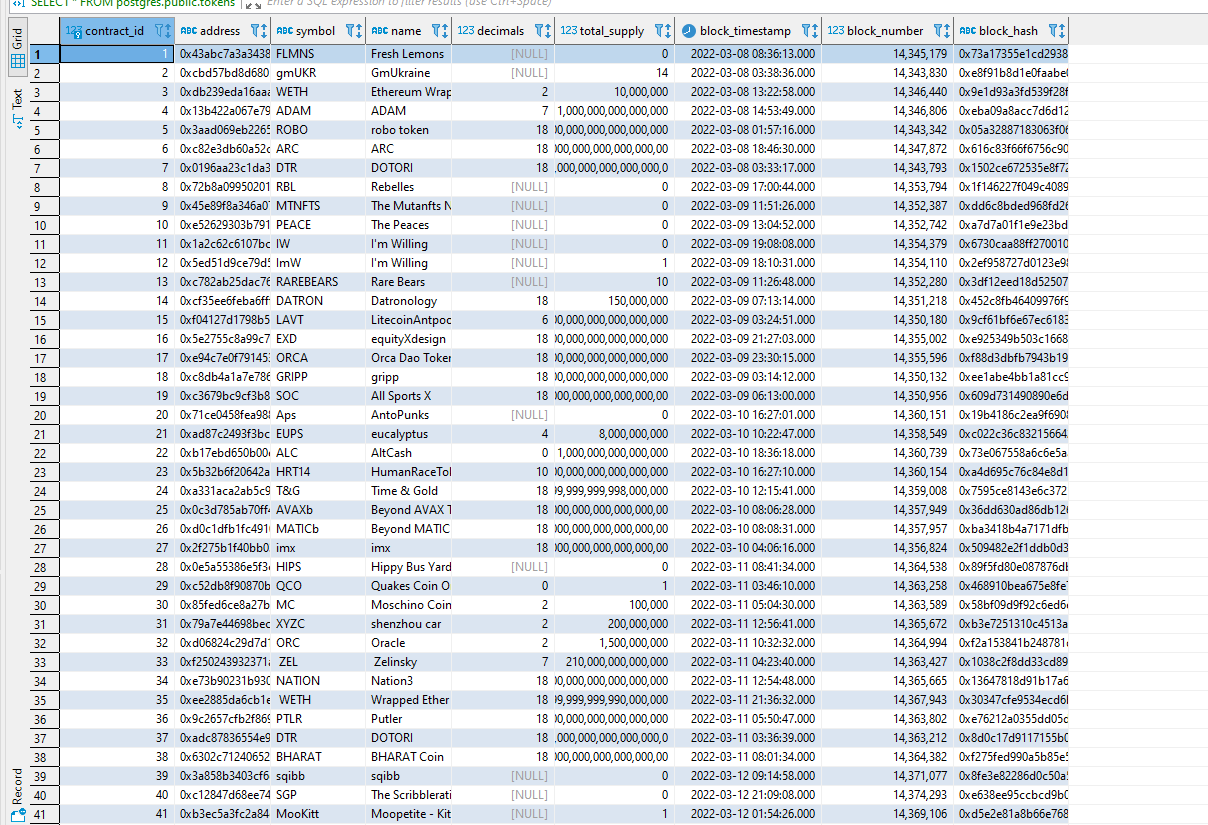 SELECT * FROM postgres.public.tokens Enter a SQL expression to filter results (use Ctrl+Space)
Grid
Text
Record
123 contract_id ABC address ABC symbol ABC name 123 decimals 123 total_supply block_timestamp 123 block_number ABC block_hash
1 1 0x43abc7a3a3438 FLMNS Fresh Lemons [NULL] 0 2022-03-08 08:36:13.000 14,345,179 0x73a17355e1cd2938
2 2 0xcbd57bd8d680 gmUKR GmUkraine [NULL] 14 2022-03-08 03:38:36.000 14,343,830 0xe8f91b8d1e0faabe
3 3 0xdb239eda16aaa WETH Ethereum Wrap 2 10,000,000 2022-03-08 13:22:58.000 14,346,440 0x9e1d93a3fd539f28f
4 4 0x13b422a067e79 ADAM ADAM 7 1,000,000,000,000 2022-03-08 14:53:49.000 14,346,806 0xeba09a8acc7d6d12
5 5 0x3aad069eb2265 ROBO robo token 18 00,000,000,000,000,000 2022-03-08 01:57:16.000 14,343,342 0x05a32887183063f06
6 6 0xc82e3db60a52c ARC ARC 18 000,000,000,000,000,00 2022-03-08 18:46:30.000 14,347,872 0x616c83f66f6756c90
7 7 0x0196aa23c1da3 DTR DOTORI 18 ,000,000,000,000,000,0 2022-03-08 03:33:17.000 14,343,793 0x1502ce672535e8f72
8 8 0x72b8a09950201 RBL Rebelles [NULL] 0 2022-03-09 17:00:44.000 14,353,794 0x1f146227f049c4089
9 9 0x45e89f8a346a0 MTNFTS The Mutanfts N [NULL] 0 2022-03-09 11:51:26.000 14,352,387 0xdd6c8bded968fd26
10 10 0xe52629303b791 PEACE The Peaces [NULL] 0 2022-03-09 13:04:52.000 14,352,742 0xa7d7a01f1e9e23bd
11 11 0x1a2c62c6107bc IW I'm Willing [NULL] 0 2022-03-09 19:08:08.000 14,354,379 0x6730caa88ff270010
12 12 0x5ed51d9ce79d5 ImW I'm Willing [NULL] 1 2022-03-09 18:10:31.000 14,354,110 0x2ef958727d0123e98
13 13 0xc782ab25dac76 RAREBEARS Rare Bears [NULL] 10 2022-03-09 11:26:48.000 14,352,280 0x3df12eed18d52507
14 14 0xcf35ee6feba6ff DATRON Datronology 18 150,000,000 2022-03-09 07:13:14.000 14,351,218 0x452c8fb46409976f9
15 15 0xf04127d1798b5 LAVT LitecoinAntpoc 6 00,000,000,000,000,000 2022-03-09 03:24:51.000 14,350,180 0x9cf61bf6fe67ec6183
16 16 0x5e2755c8a99c7 EXD equityXdesign 18 00,000,000,000,000,000 2022-03-09 21:27:03.000 14,355,002 0xe925349b503c1668
17 17 0xe94c7e0f79145 ORCA Orca Dao Token 18 00,000,000,000,000,000 2022-03-09 23:30:15.000 14,355,596 0xf88d3dbfb7943b19
18 18 0xc8db4a1a7e786 GRIPP gripp 18 00,000,000,000,000,000 2022-03-09 03:14:12.000 14,350,132 0xee1abe4bb1a81cc9
19 19 0xc3679bc9cf3b8 SOC All Sports X 18 000,000,000,000,000,00 2022-03-09 06:13:00.000 14,350,956 0x609d731490890e6d
20 20 0x71ce0458fea98 Aps AntoPunks [NULL] 0 2022-03-10 16:27:01.000 14,360,151 0x19b4186c2ea9f690
21 21 0xad87c2493f3bc EUPS eucalyptus 4 8,000,000,000 2022-03-10 10:22:47.000 14,358,549 0xc022c36c83215664
22 22 0xb17ebd650b00 ALC AltCash 0 1,000,000,000,000 2022-03-10 18:36:18.000 14,360,739 0x73e067558a6c6e5a
23 23 0x5b32b6f20642a HRT14 HumanRaceTo 10 00,000,000,000,000,000 2022-03-10 16:27:10.000 14,360,154 0xa4d695c76c84e8d1
24 24 0xa331aca2ab5c9 T&G Time & Gold 18 99,999,999,998,000,000 2022-03-10 12:15:41.000 14,359,008 0x7595ce8143e6c372
25 25 0x0c3d785ab70ff AVAXb Beyond AVAX T 18 000,000,000,000,000,00 2022-03-10 08:06:28.000 14,357,949 0x36dd630ad86db12
26 26 0xd0c1dfb1fc491 MATICb Beyond MATIC 18 000,000,000,000,000,00 2022-03-10 08:08:31.000 14,357,957 0xba3418b4a7171dfb
27 27 0x2f275b1f40bb0 imx imx 18 000,000,000,000,000,00 2022-03-10 04:06:16.000 14,356,824 0x509482e2f1ddb0d3
28 28 0x0e5a55386e5f3 HIPS Hippy Bus Yard [NULL] 0 2022-03-11 08:41:34.000 14,364,538 0x89f5fd80e087876d
29 29 0xc52db8f90870b QCO Quakes Coin O 0 1 2022-03-11 03:46:10.000 14,363,258 0x468910bea675e8fe
30 30 0x85fed6ce8a27b MC Moschino Coin 2 100,000 2022-03-11 05:04:30.000 14,363,589 0x58bf09d9f92c6ed6
31 31 0x79a7e44698bec XYZC shenzhou car 2 200,000,000 2022-03-11 12:56:41.000 14,365,672 0xb3e7251310c4513a
32 32 0xd06824c29d7d1 ORC Oracle 2 1,500,000,000 2022-03-11 10:32:32.000 14,364,994 0xf2a153841b248781
33 33 0xf250243932371 ZEL Zelinsky 7 210,000,000,000,000 2022-03-11 04:23:40.000 14,363,427 0x1038c2f8dd33cd89
34 34 0xe73b90231b930 NATION Nation3 18 00,000,000,000,000,000 2022-03-11 12:54:48.000 14,365,665 0x13647818d91b17a6
35 35 0xee2885da6cb1e WETH Wrapped Ether 18 99,999,999,990,000,000 2022-03-11 21:36:32.000 14,367,943 0x30347cfe9534ecd6
36 36 0x9c2657cfb2f869 PTLR Putler 18 00,000,000,000,000,000 2022-03-11 05:50:47.000 14,363,802 0xe76212a0355dd05c
37 37 0xadc87836554e9 DTR DOTORI 18 ,000,000,000,000,000,0 2022-03-11 03:36:39.000 14,363,212 0x8d0c17d9117155b0
38 38 0x6302c71240652 BHARAT BHARAT Coin 18 000,000,000,000,000,00 2022-03-11 08:01:34.000 14,364,382 0xf275fed990a5b85e
39 39 0x3a858b3403cf6 sqibb sqibb [NULL] 0 2022-03-12 09:14:58.000 14,371,077 0x8fe3e82286d0c50a
40 40 0xc12847d68ee74 SGP The Scribblerati [NULL] 0 2022-03-12 21:09:08.000 14,374,293 0xe638ee95ccbcd9b0
41 41 0xb3ec5a3fc2a84 MooKitt Moopetite - Kit [NULL] 1 2022-03-12 01:54:26.000 14,369,106 0xd5e2e81a8b66e768